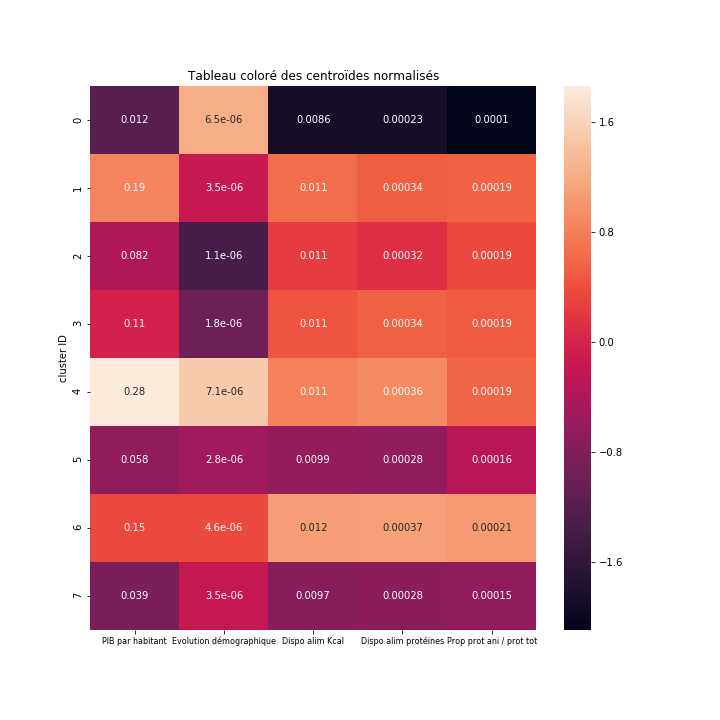 Tableau coloré des centroïdes normalisés
cluster ID
0 0.012 6.5e-06 0.0086 0.00023 0.0001
1 0.19 3.5e-06 0.011 0.00034 0.00019
2 0.082 1.1e-06 0.011 0.00032 0.00019
3 0.11 1.8e-06 0.011 0.00034 0.00019
4 0.28 7.1e-06 0.011 0.00036 0.00019
5 0.058 2.8e-06 0.0099 0.00028 0.00016
6 0.15 4.6e-06 0.012 0.00037 0.00021
7 0.039 3.5e-06 0.0097 0.00028 0.00015
PIB par habitant Evolution démographique Dispo alim Kcal Dispo alim protéines Prop prot ani / prot tot
1.6
0.8
0.0
−0.8
−1.6